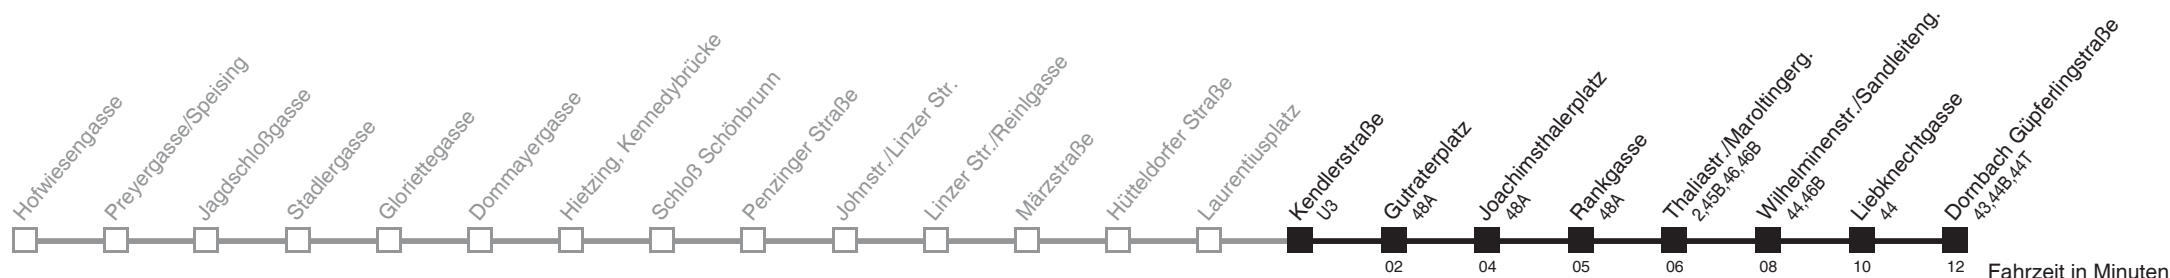 Hofwiesengasse
Preyergasse/Speising
Jagdschloßgasse
Stadlergasse
Gloriettegasse
Dommayergasse
Hietzing, Kennedybrücke
Schloß Schönbrunn
Penzinger Straße
Johnstr./Linzer Str.
Linzer Str./Reinlgasse
Märzstraße
Hütteldorfer Straße
Laurentiusplatz
Kendlerstraße
U3
Gutraterplatz
48A
Joachimsthalerplatz
48A
Rankgasse
48A
Thaliastr./Maroltingerg.
2,45B,46,46B
Wilhelminenstr./Sandleiteng.
44,46B
Liebknechtgasse
44
Dornbach Güpferlingstraße
43,44B,44T
02 04 05 06 08 10 12 Fahrzeit in Minuten